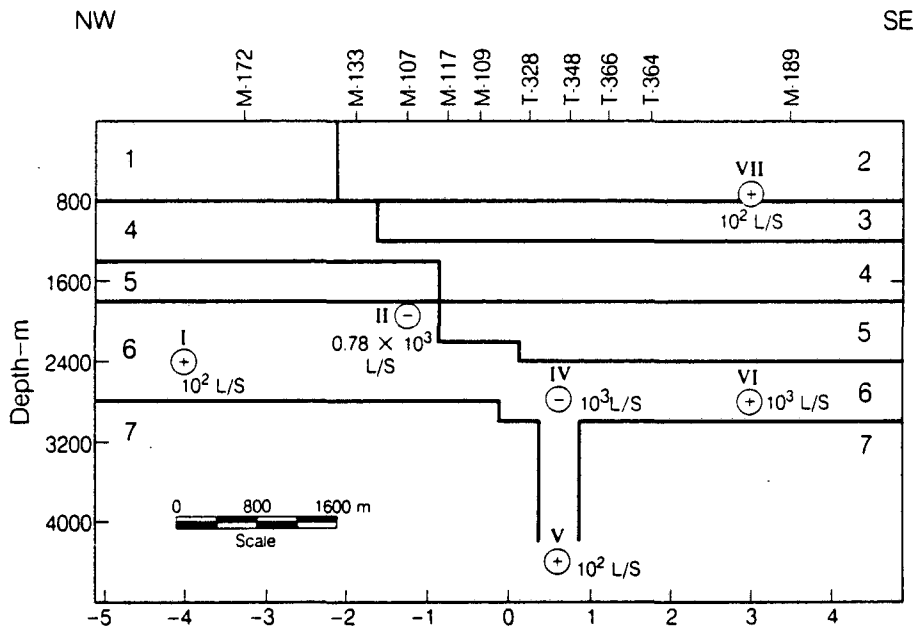 NW
SE
M-172
M-133
M-107
M-117
M-109
T-328
T-348
T-366
T-364
M-189
1
2
VII
+
10² L/S
800
4
3
1600
5
4
II
−
0.78 × 10³
L/S
5
Depth-m
6
I
+
10² L/S
2400
IV
−
10³L/S
VI
+
10³ L/S
6
7
7
3200
0 800 1600 m
Scale
4000
V
+
10² L/S
-5 -4 -3 -2 -1 0 1 2 3 4